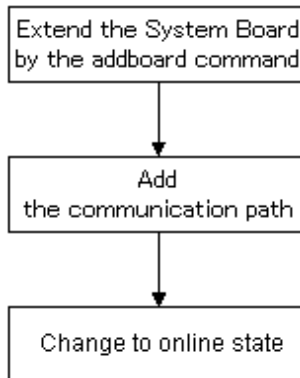 Extend the System Board
by the addboard command
Add
the communication path
Change to online state